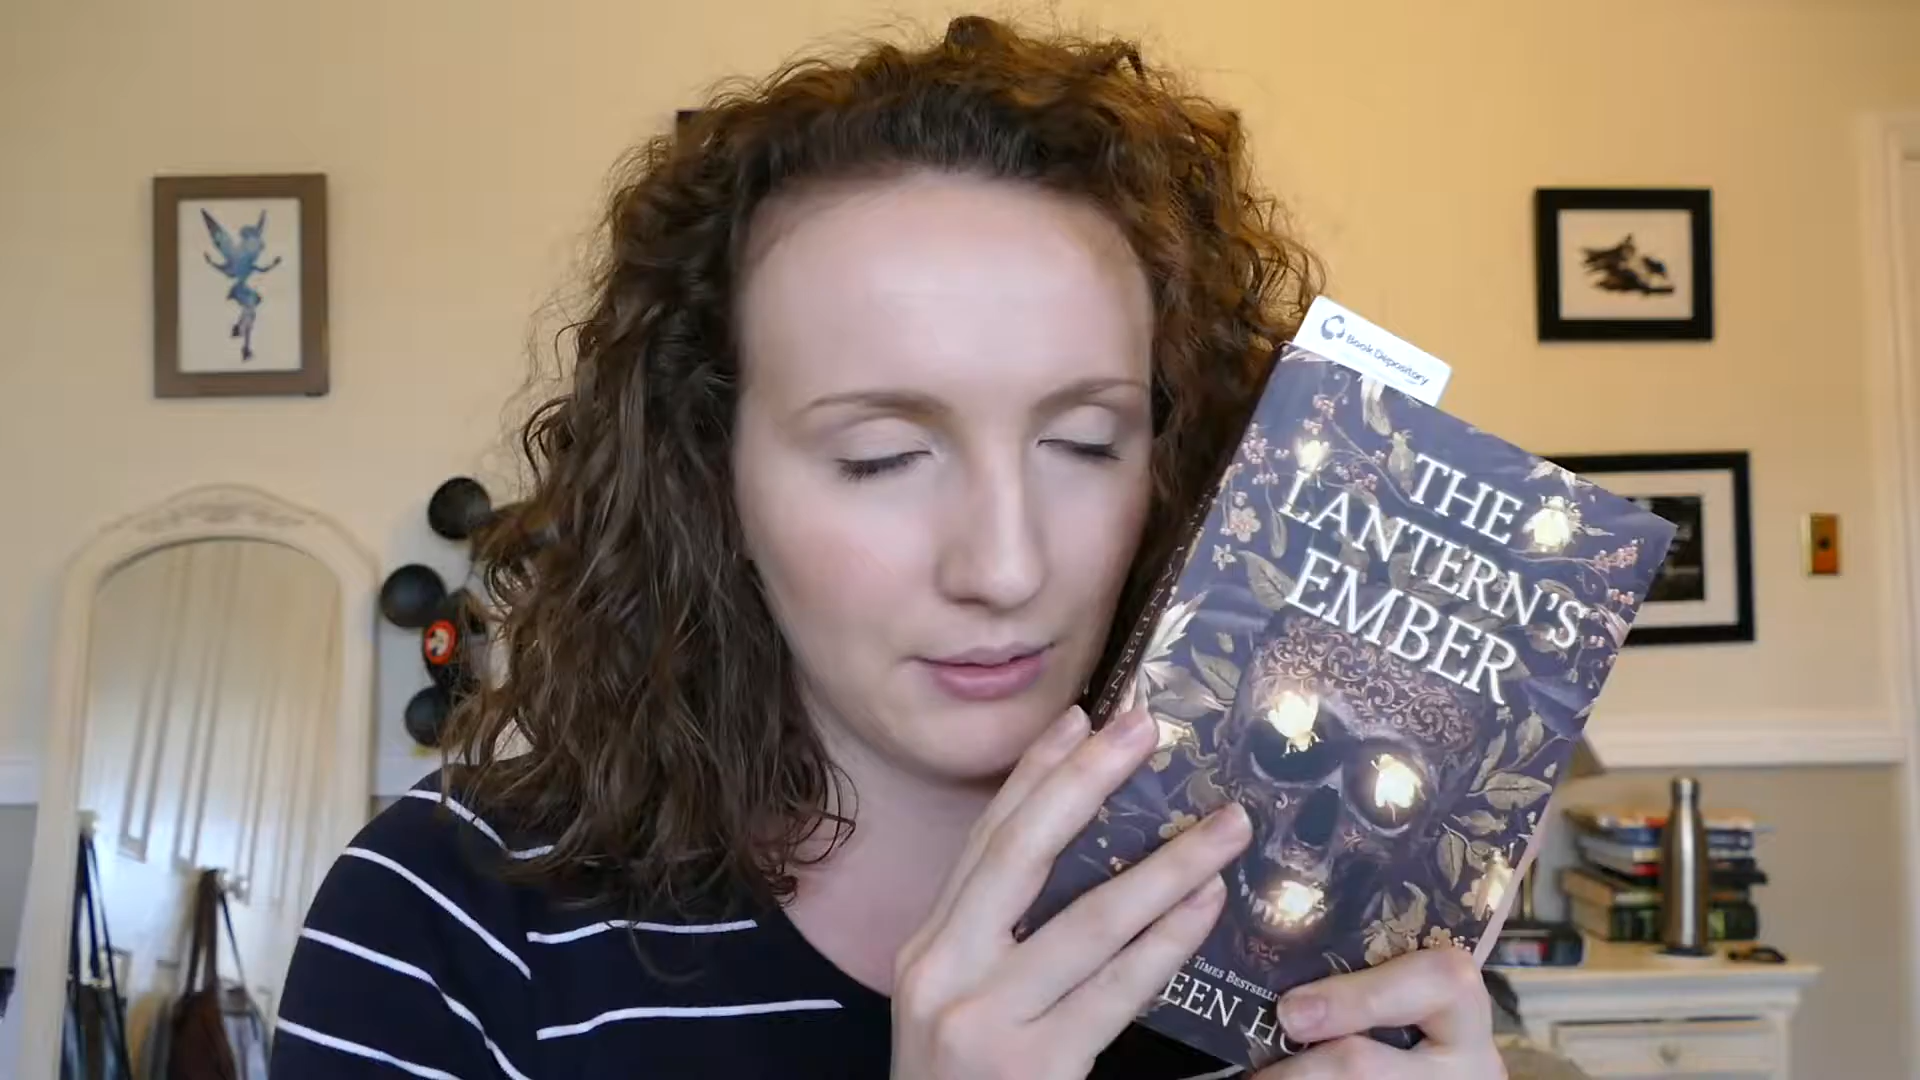 Book Depository
THE
LANTERN'S
EMBER
TIMES BESTSELLI
EEN HO